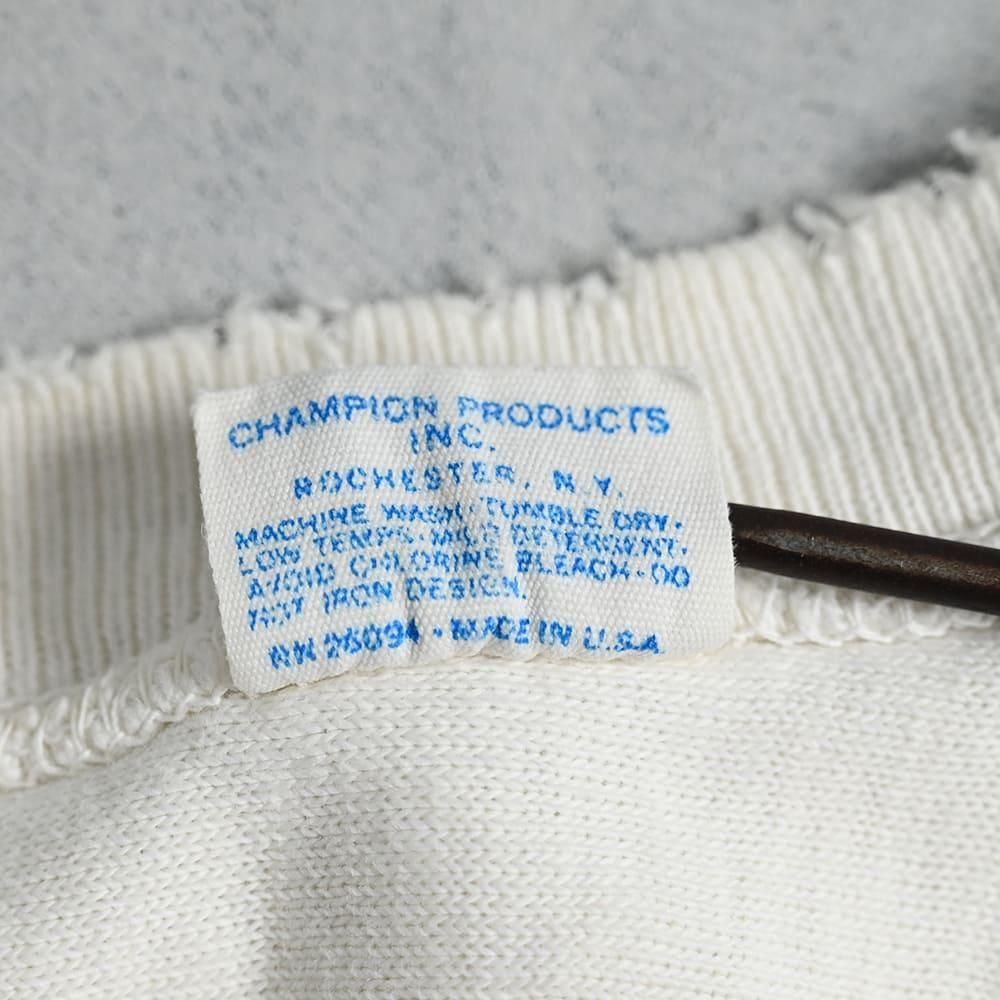 CHAMPION PRODUCTS
INC.
ROCHESTER, N.Y.
MACHINE WASH, TUMBLE DRY.
LOW TEMPS. MILD DETERGENT.
AVOID CHLORINE BLEACH. DO
NOT IRON DESIGN.
RN 26094 · MADE IN U.S.A.